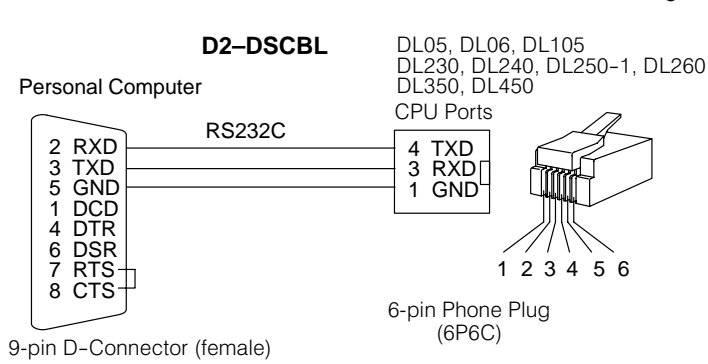 D2–DSCBL
DL05, DL06, DL105
DL230, DL240, DL250-1, DL260
DL350, DL450
CPU Ports
Personal Computer
RS232C
2 RXD
3 TXD
5 GND
1 DCD
4 DTR
6 DSR
7 RTS
8 CTS
4 TXD
3 RXD
1 GND
1 2 3 4 5 6
6-pin Phone Plug
(6P6C)
9-pin D-Connector (female)